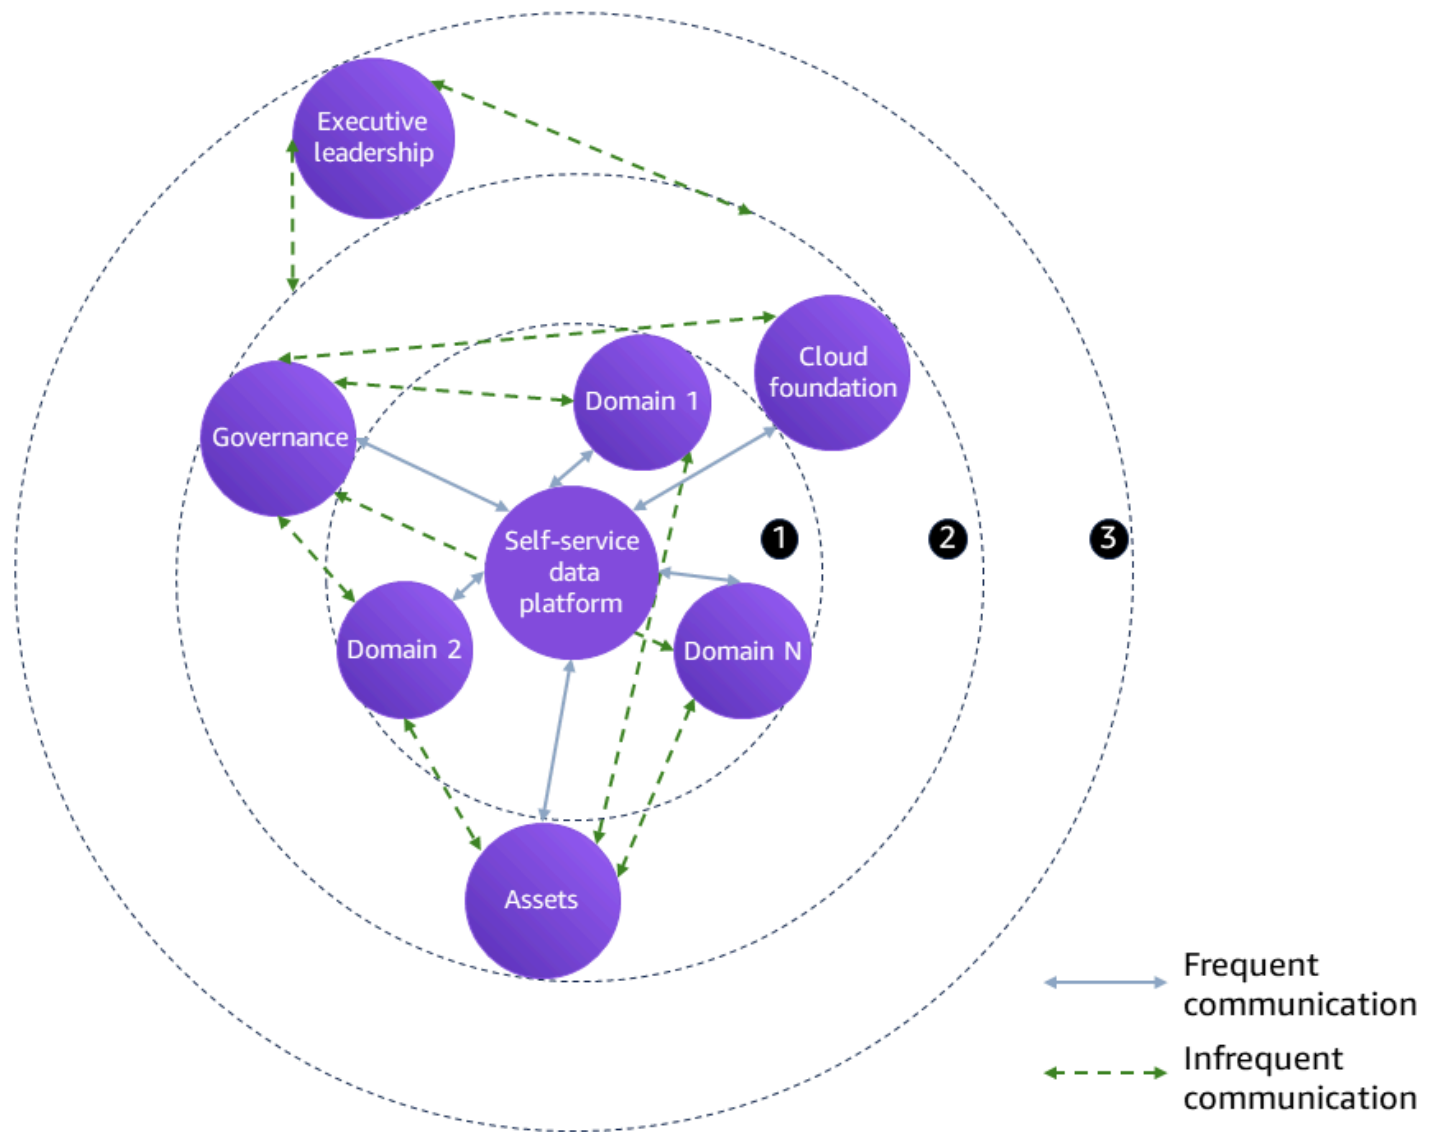 Executive
leadership
Cloud
foundation
Domain 1
Governance
Self-service
data
platform
1
2
3
Domain 2
Domain N
Assets
Frequent
communication
Infrequent
communication